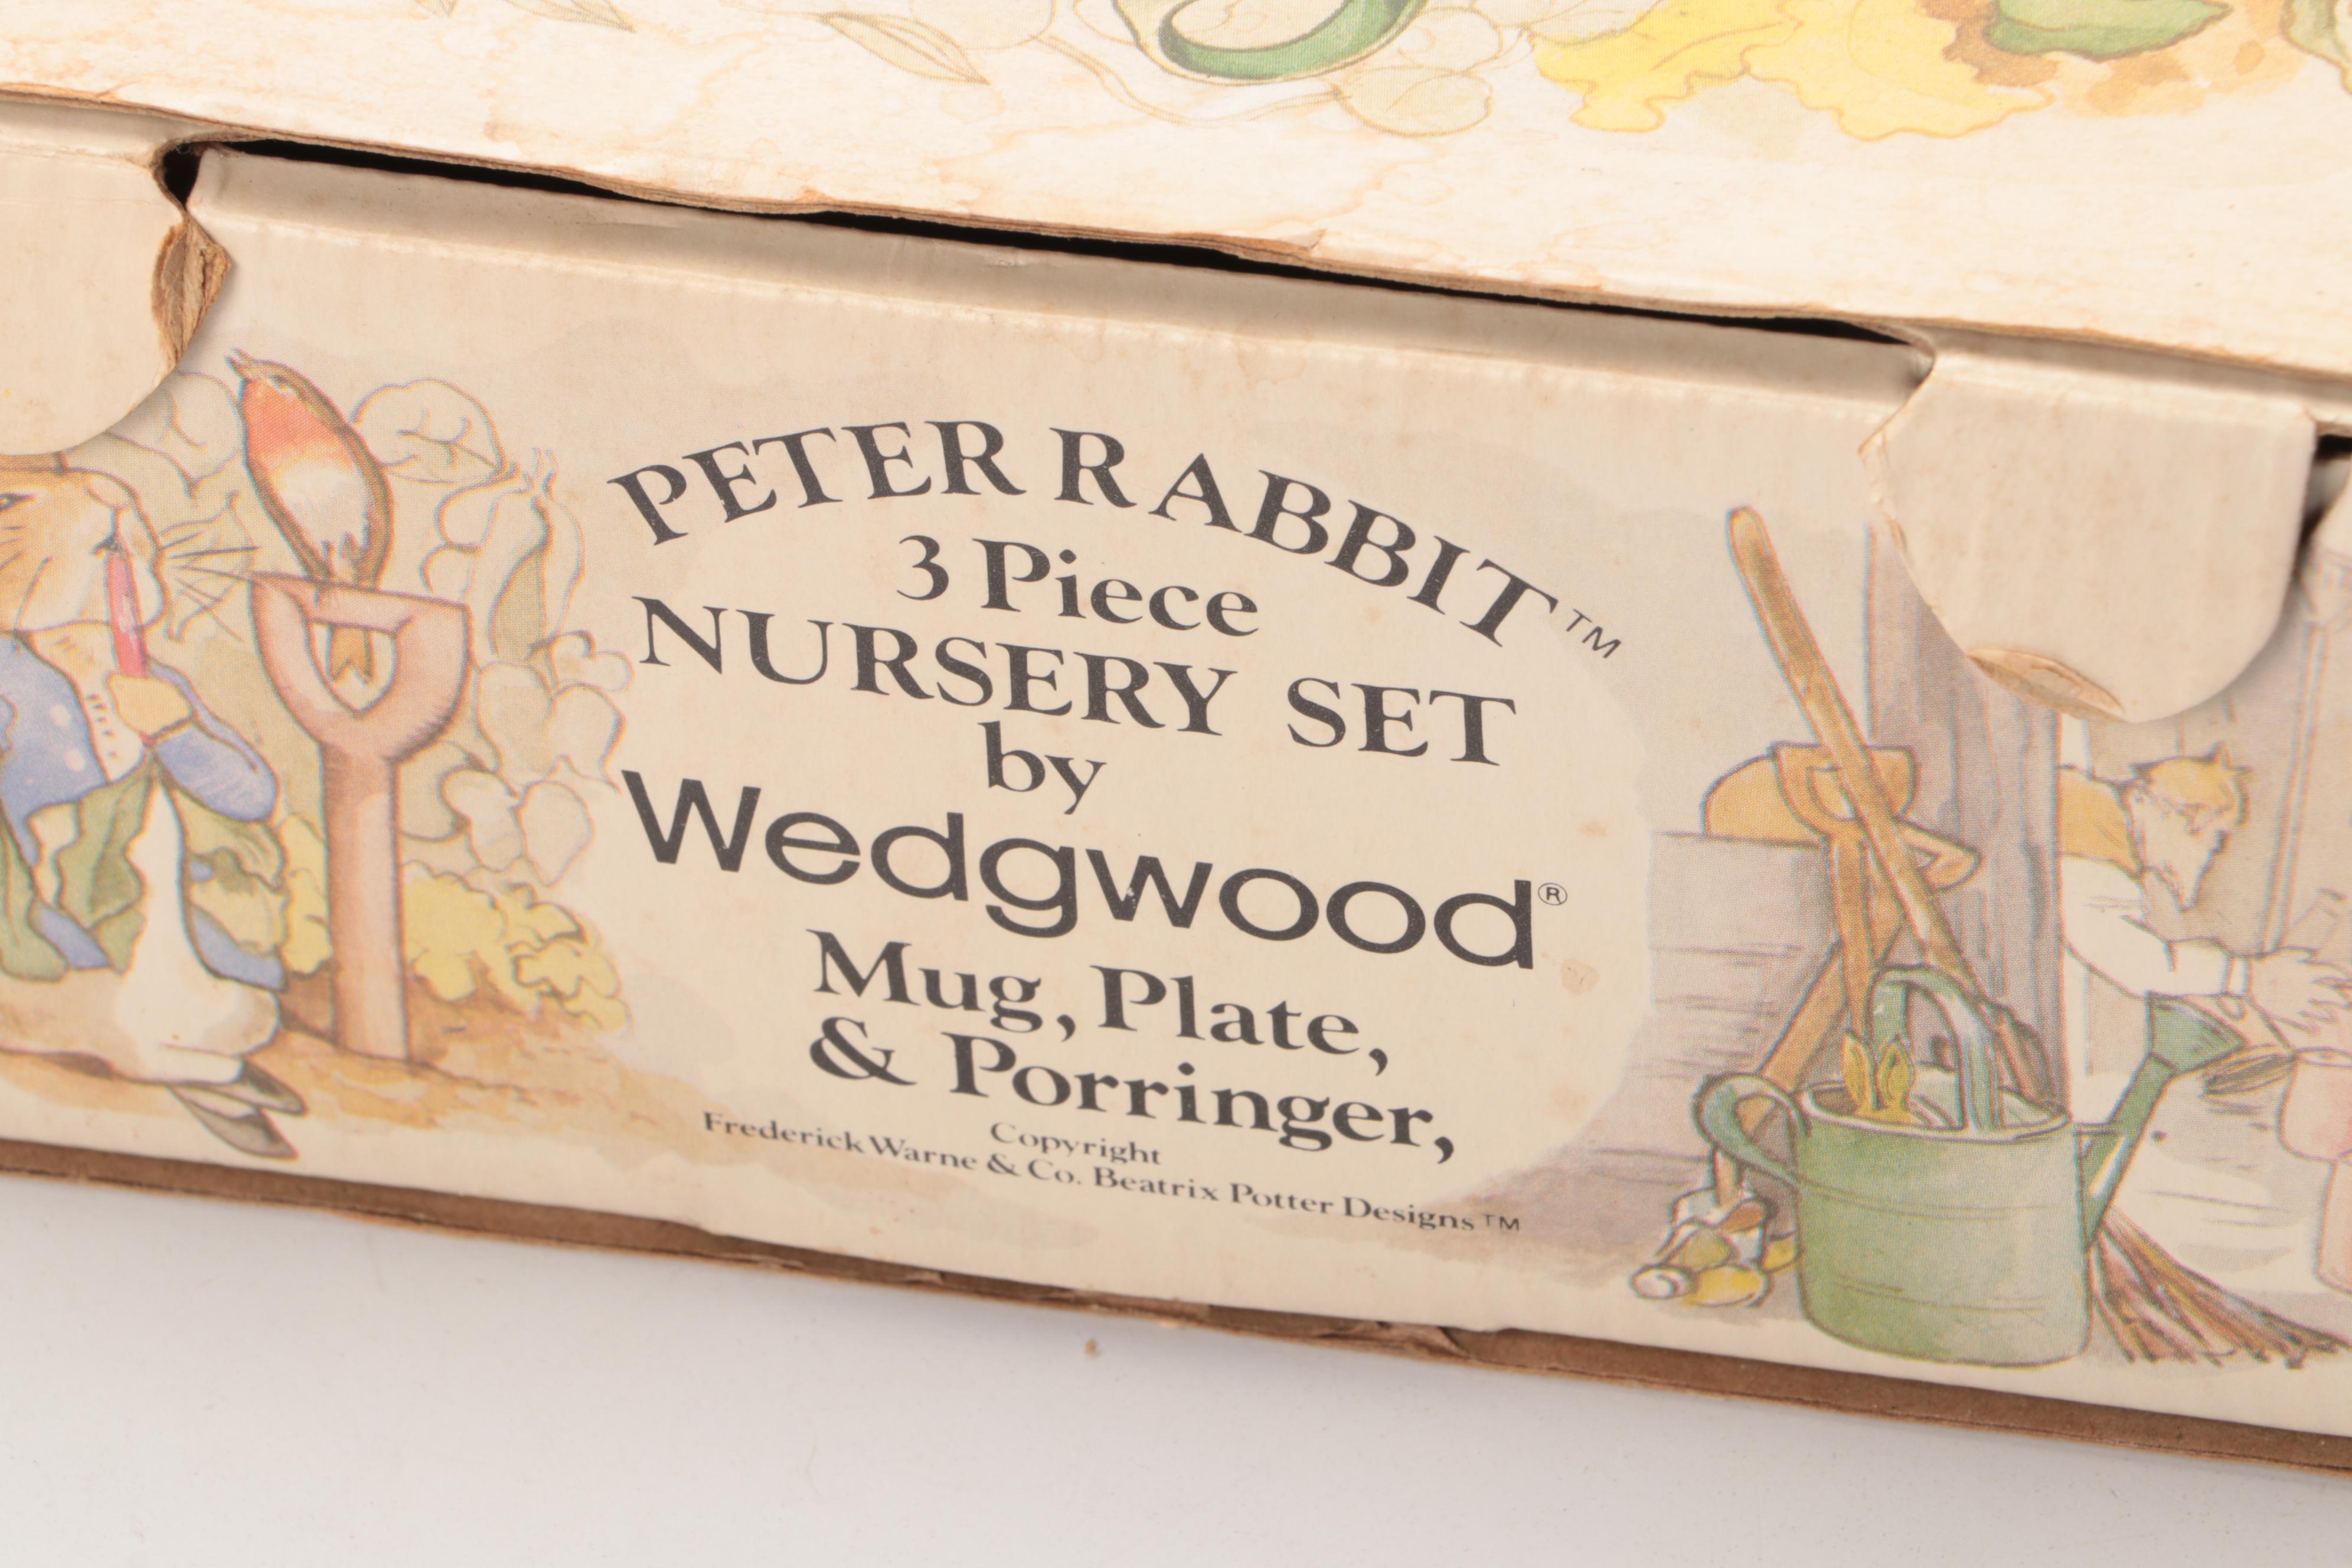 PETER RABBIT™
3 Piece
NURSERY SET
by
Wedgwood®
Mug, Plate,
& Porringer,
Copyright
Frederick Warne & Co. Beatrix Potter Designs™